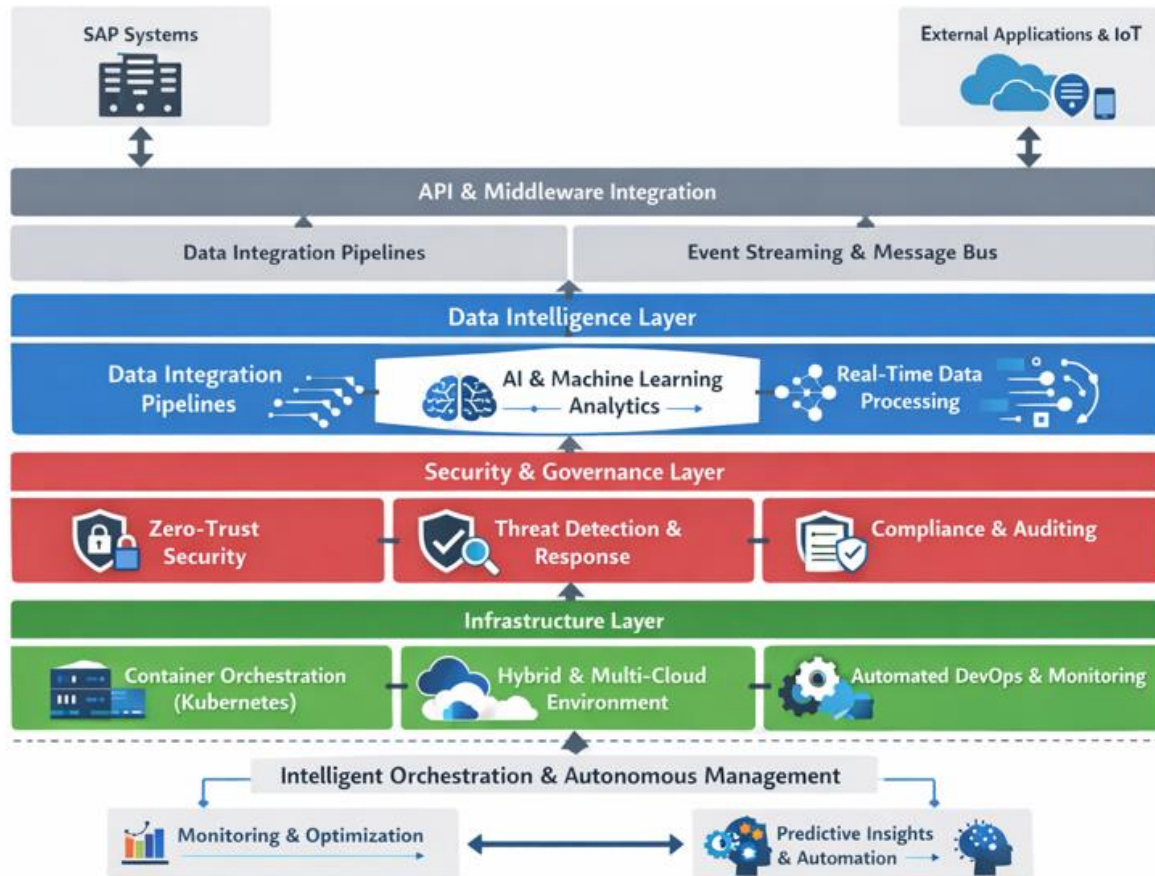 SAP Systems
External Applications & IoT
API & Middleware Integration
Data Integration Pipelines
Event Streaming & Message Bus
Data Intelligence Layer
Data Integration
Pipelines
AI & Machine Learning
Analytics
Real-Time Data
Processing
Security & Governance Layer
Zero-Trust
Security
Threat Detection &
Response
Compliance & Auditing
Infrastructure Layer
Container Orchestration
(Kubernetes)
Hybrid & Multi-Cloud
Environment
Automated DevOps & Monitoring
Intelligent Orchestration & Autonomous Management
Monitoring & Optimization
Predictive Insights
& Automation